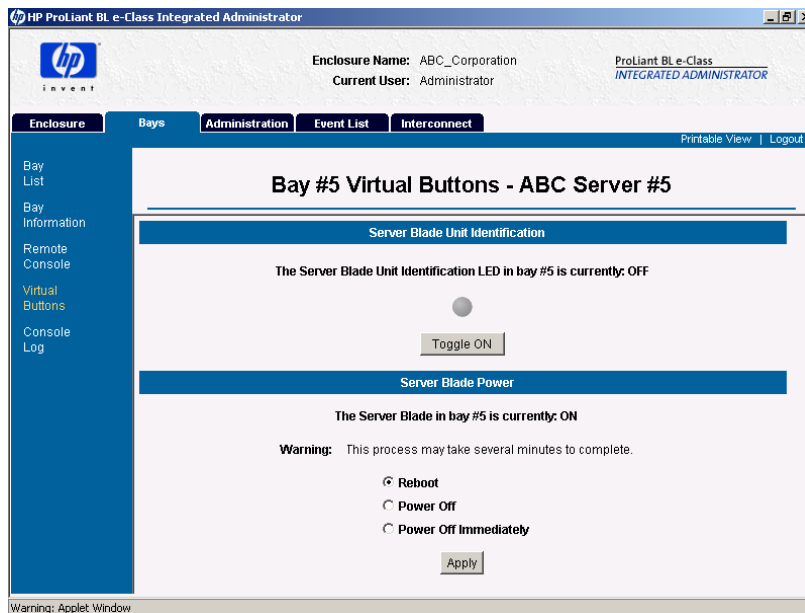 HP ProLiant BL e-Class Integrated Administrator
hp
invent
Enclosure Name: ABC_Corporation
Current User: Administrator
ProLiant BL e-Class
INTEGRATED ADMINISTRATOR
Enclosure
Bays
Administration
Event List
Interconnect
Printable View | Logout
Bay
List
Bay
Information
Remote
Console
Virtual
Buttons
Console
Log
Bay #5 Virtual Buttons - ABC Server #5
Server Blade Unit Identification
The Server Blade Unit Identification LED in bay #5 is currently: OFF
Toggle ON
Server Blade Power
The Server Blade in bay #5 is currently: ON
Warning: This process may take several minutes to complete.
Reboot
Power Off
Power Off Immediately
Apply
Warning: Applet Window